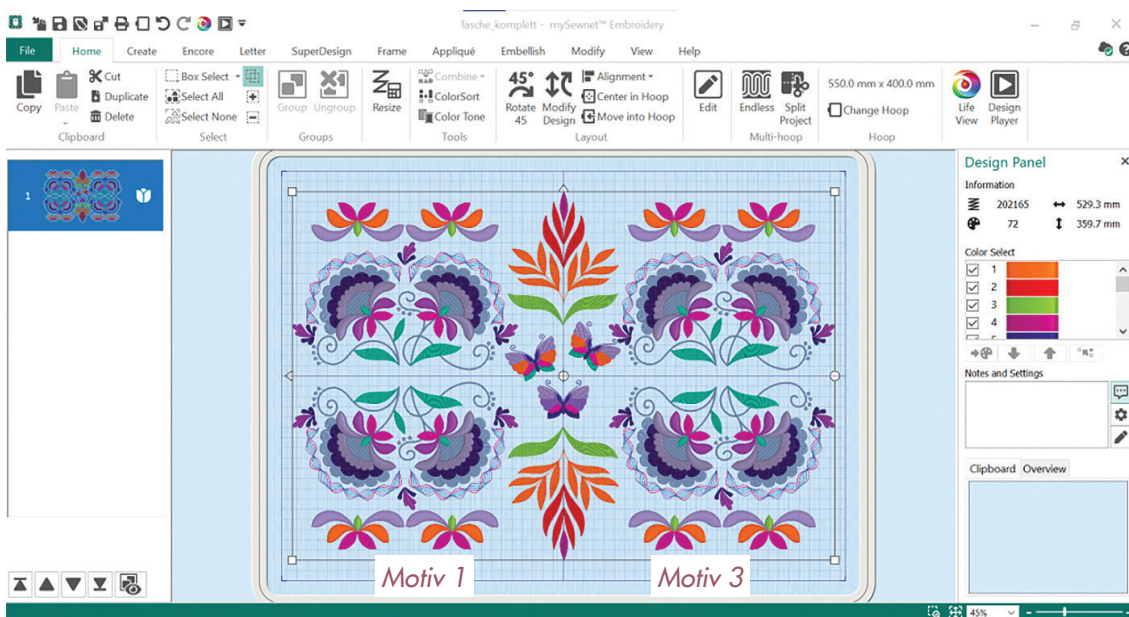 Tasche_komplett - mySewnet™ Embroidery
File Home Create Encore Letter SuperDesign Frame Appliqué Embellish Modify View Help
Copy
Paste
Cut
Duplicate
Delete
Clipboard
Box Select
Select All
Select None
Select
Group
Ungroup
Groups
Resize
Combine
ColorSort
Color Tone
Tools
45°
Rotate
45
Modify
Design
Alignment
Center in Hoop
Move into Hoop
Layout
Edit
Endless
Split
Project
Multi-hoop
550.0 mm x 400.0 mm
Change Hoop
Hoop
Life
View
Design
Player
1
Design Panel
Information
202165 529.3 mm
72 359.7 mm
Color Select
1
2
3
4
Notes and Settings
Clipboard Overview
Motiv 1
Motiv 3
45%